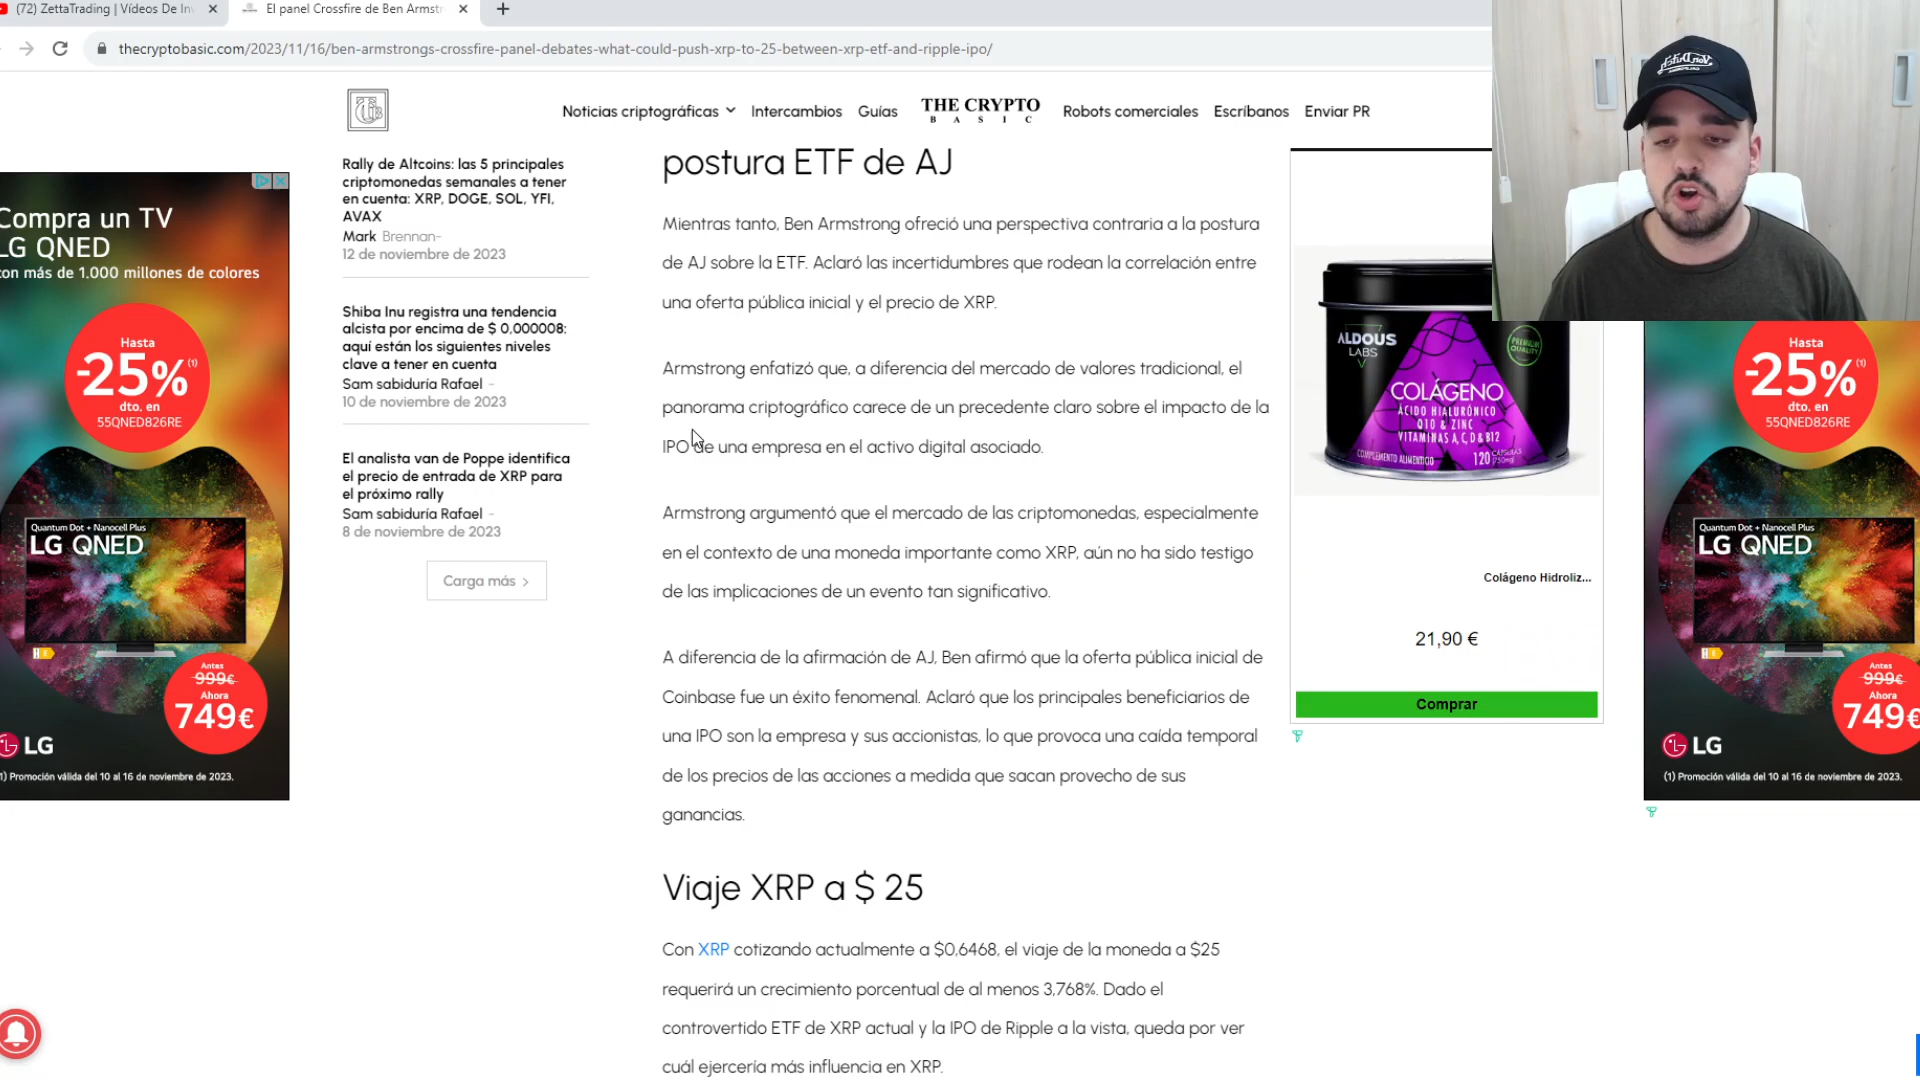 (72) ZettaTrading | Vídeos De In
El panel Crossfire de Ben Armstr
thecryptobasic.com/2023/11/16/ben-armstrongs-crossfire-panel-debates-what-could-push-xrp-to-25-between-xrp-etf-and-ripple-ipo/
Noticias criptográficas
Intercambios
Guías
THE CRYPTO
BASIC
Robots comerciales
Escríbanos
Enviar PR
Rally de Altcoins: las 5 principales
criptomonedas semanales a tener
en cuenta: XRP, DOGE, SOL, YFI,
AVAX
Mark Brennan-
12 de noviembre de 2023
Shiba Inu registra una tendencia
alcista por encima de $ 0,000008:
aquí están los siguientes niveles
clave a tener en cuenta
Sam sabiduría Rafael -
10 de noviembre de 2023
El analista van de Poppe identifica
el precio de entrada de XRP para
el próximo rally
Sam sabiduría Rafael -
8 de noviembre de 2023
Carga más >
postura ETF de AJ
Mientras tanto, Ben Armstrong ofreció una perspectiva contraria a la postura
de AJ sobre la ETF. Aclaró las incertidumbres que rodean la correlación entre
una oferta pública inicial y el precio de XRP.
Armstrong enfatizó que, a diferencia del mercado de valores tradicional, el
panorama criptográfico carece de un precedente claro sobre el impacto de la
IPO de una empresa en el activo digital asociado.
Armstrong argumentó que el mercado de las criptomonedas, especialmente
en el contexto de una moneda importante como XRP, aún no ha sido testigo
de las implicaciones de un evento tan significativo.
A diferencia de la afirmación de AJ, Ben afirmó que la oferta pública inicial de
Coinbase fue un éxito fenomenal. Aclaró que los principales beneficiarios de
una IPO son la empresa y sus accionistas, lo que provoca una caída temporal
de los precios de las acciones a medida que sacan provecho de sus
ganancias.
Viaje XRP a $ 25
Con XRP cotizando actualmente a $0,6468, el viaje de la moneda a $25
requerirá un crecimiento porcentual de al menos 3,768%. Dado el
controvertido ETF de XRP actual y la IPO de Ripple a la vista, queda por ver
cuál ejercería más influencia en XRP.
Compra un TV
LG QNED
con más de 1.000 millones de colores
Hasta
-25%(1)
dto. en
55QNED826RE
Quantum Dot + Nanocell Plus
LG QNED
Antes
999€
Ahora
749€
LG
1) Promoción válida del 10 al 16 de noviembre de 2023.
ALDOUS
LABS
PREMIUM
QUALITY
COLÁGENO
ÁCIDO HIALURÓNICO
Q10 & ZINC
VITAMINAS A, C, D & B12
COMPLEMENTO ALIMENTICIO
120 CÁPSULAS
Colágeno Hidroliz...
21,90 €
Comprar
Hasta
-25%(1)
dto. en
55QNED826RE
Quantum Dot + Nanocell Plus
LG QNED
Antes
999€
Ahora
749€
LG
(1) Promoción válida del 10 al 16 de noviembre de 2023.